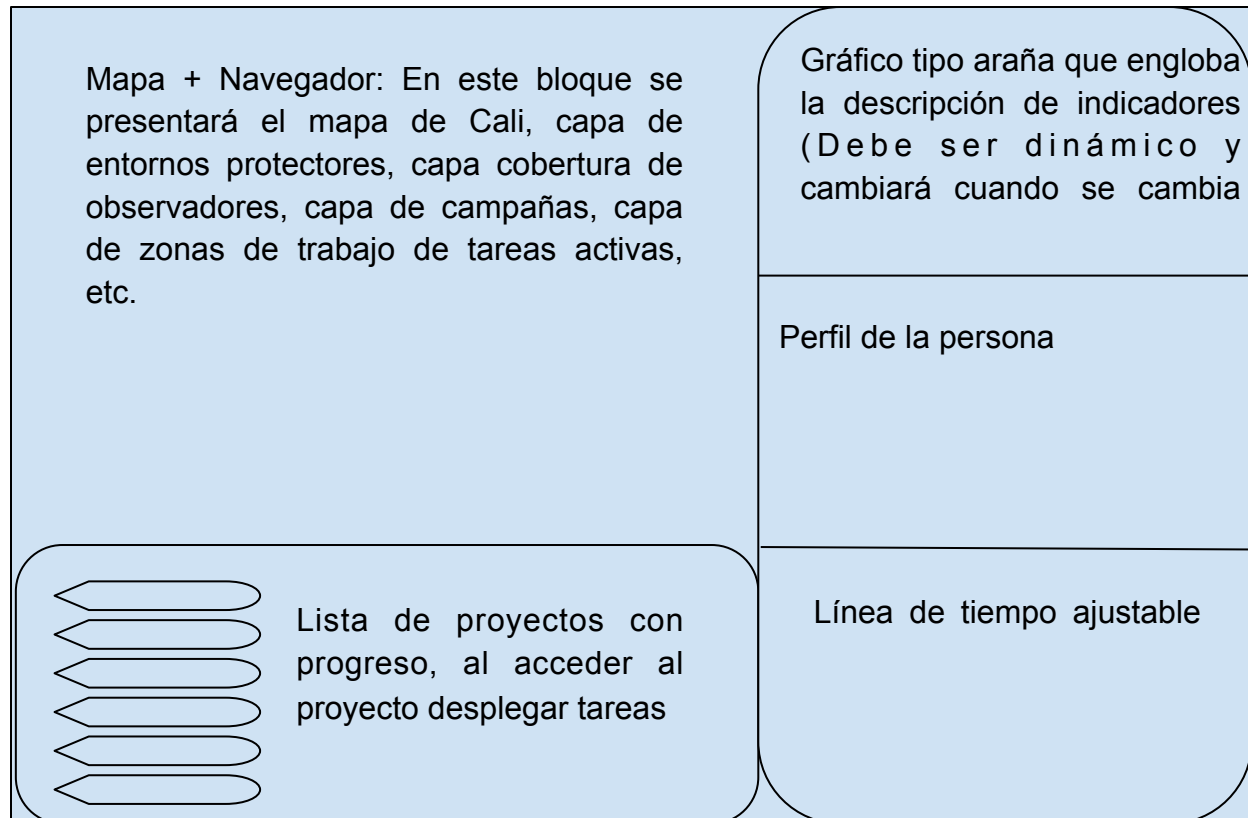 Mapa + Navegador: En este bloque se
presentará el mapa de Cali, capa de
entornos protectores, capa cobertura de
observadores, capa de campañas, capa
de zonas de trabajo de tareas activas,
etc.
Gráfico tipo araña que engloba
la descripción de indicadores
(Debe ser dinámico y
cambiará cuando se cambia
Perfil de la persona
Lista de proyectos con
progreso, al acceder al
proyecto desplegar tareas
Línea de tiempo ajustable